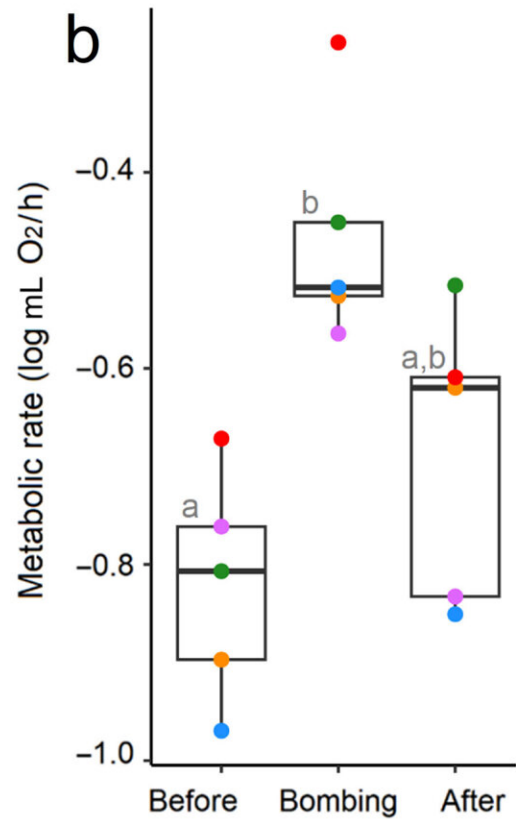 b
Metabolic rate (log mL O2/h)
−0.4
−0.6
−0.8
−1.0
a
b
a,b
Before Bombing After